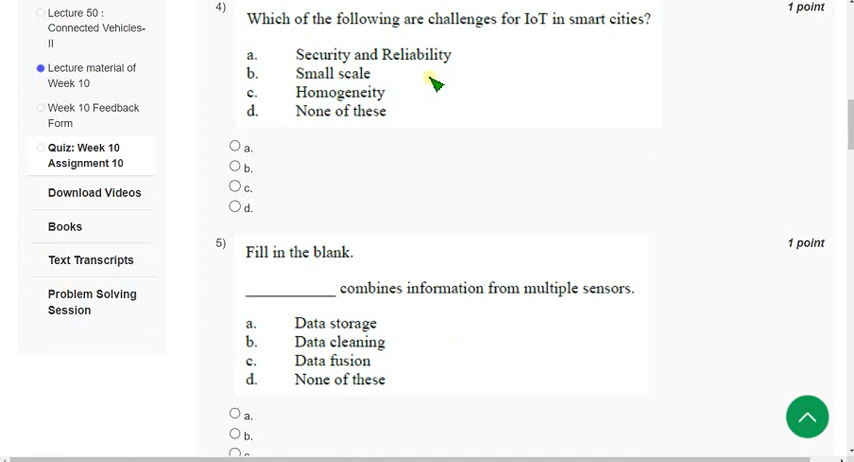 Lecture 50 :
Connected Vehicles-
II
Lecture material of
Week 10
Week 10 Feedback
Form
Quiz: Week 10
Assignment 10
Download Videos
Books
Text Transcripts
Problem Solving
Session
4)
1 point
Which of the following are challenges for IoT in smart cities?
a. Security and Reliability
b. Small scale
c. Homogeneity
d. None of these
a.
b.
c.
d.
5)
1 point
Fill in the blank.
____________ combines information from multiple sensors.
a. Data storage
b. Data cleaning
c. Data fusion
d. None of these
a.
b.